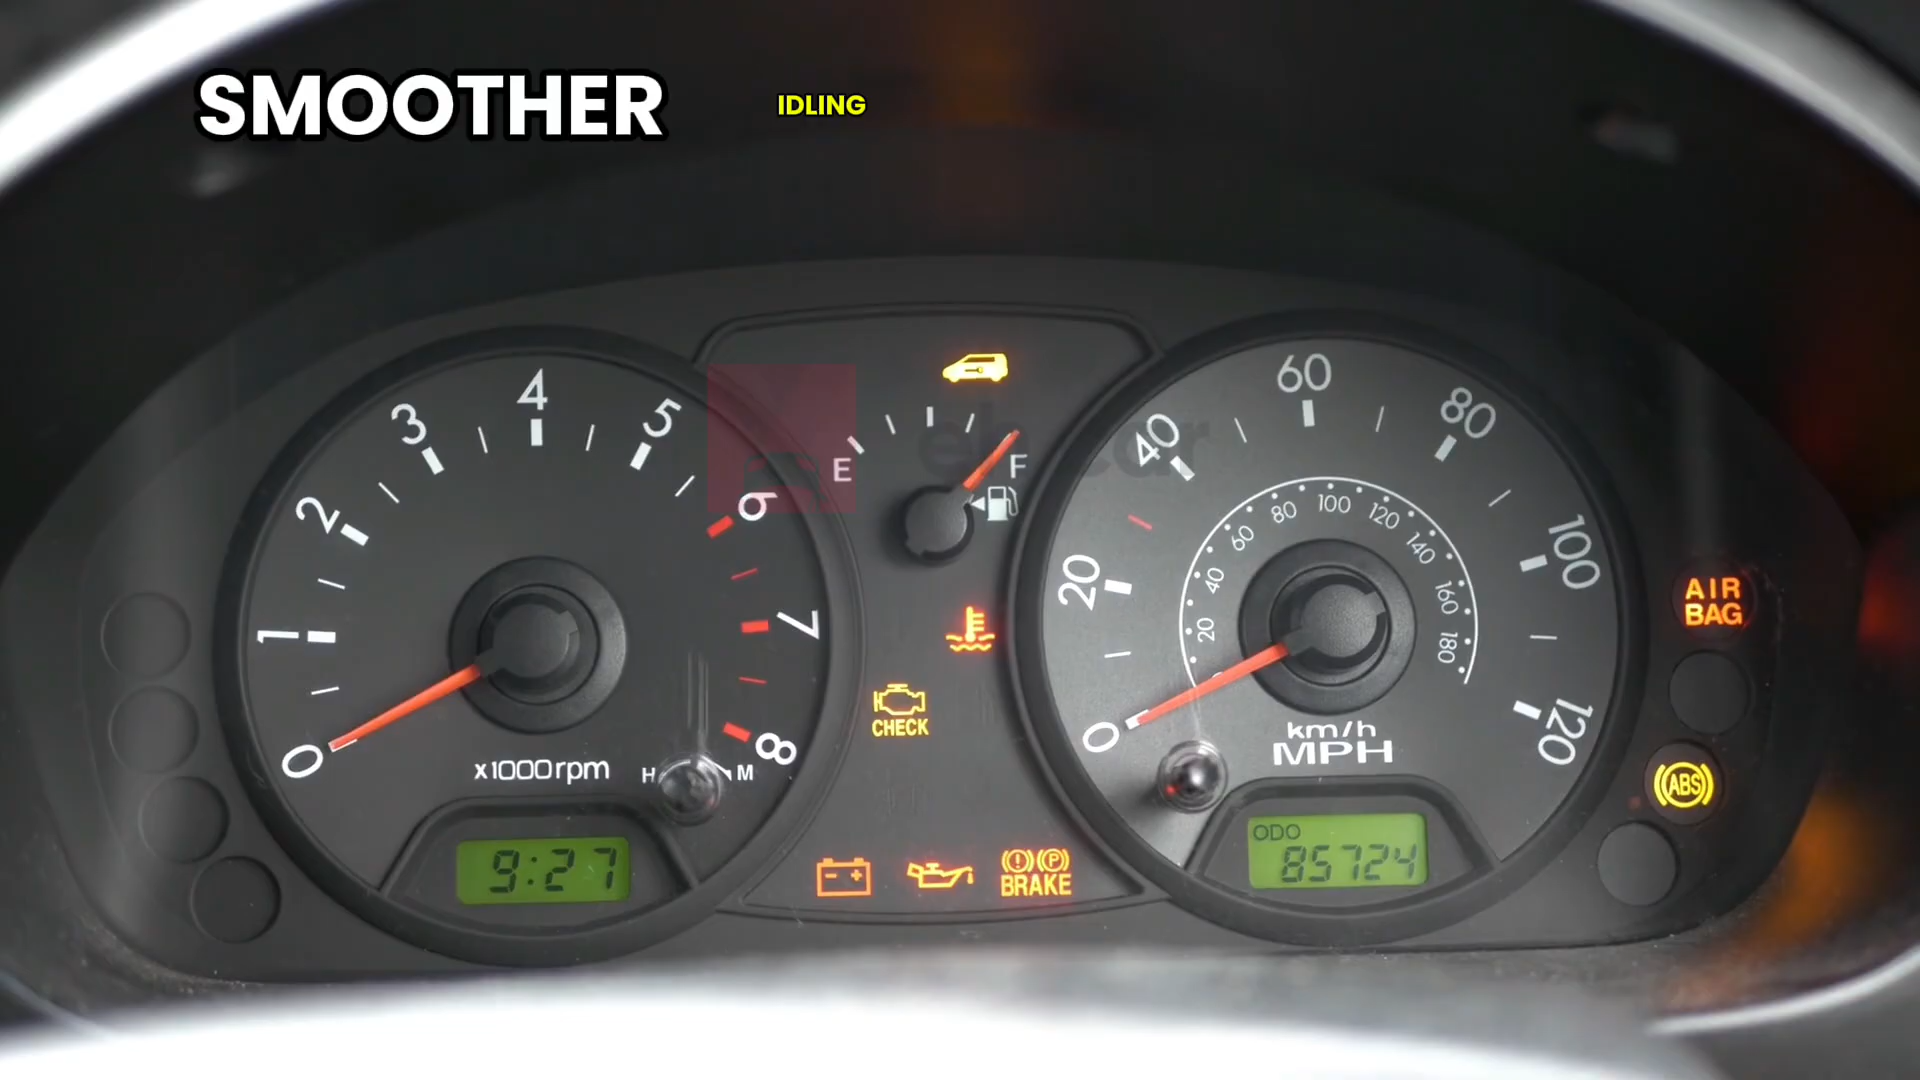 SMOOTHER IDLING
4
3
5
2
6
1
7
0
8
x1000rpm
H M
9:27
E
F
CHECK
BRAKE
60
40
80
20
100
0
120
20
40
60
80
100
120
140
160
180
km/h
MPH
ODO
85724
AIR
BAG
ABS